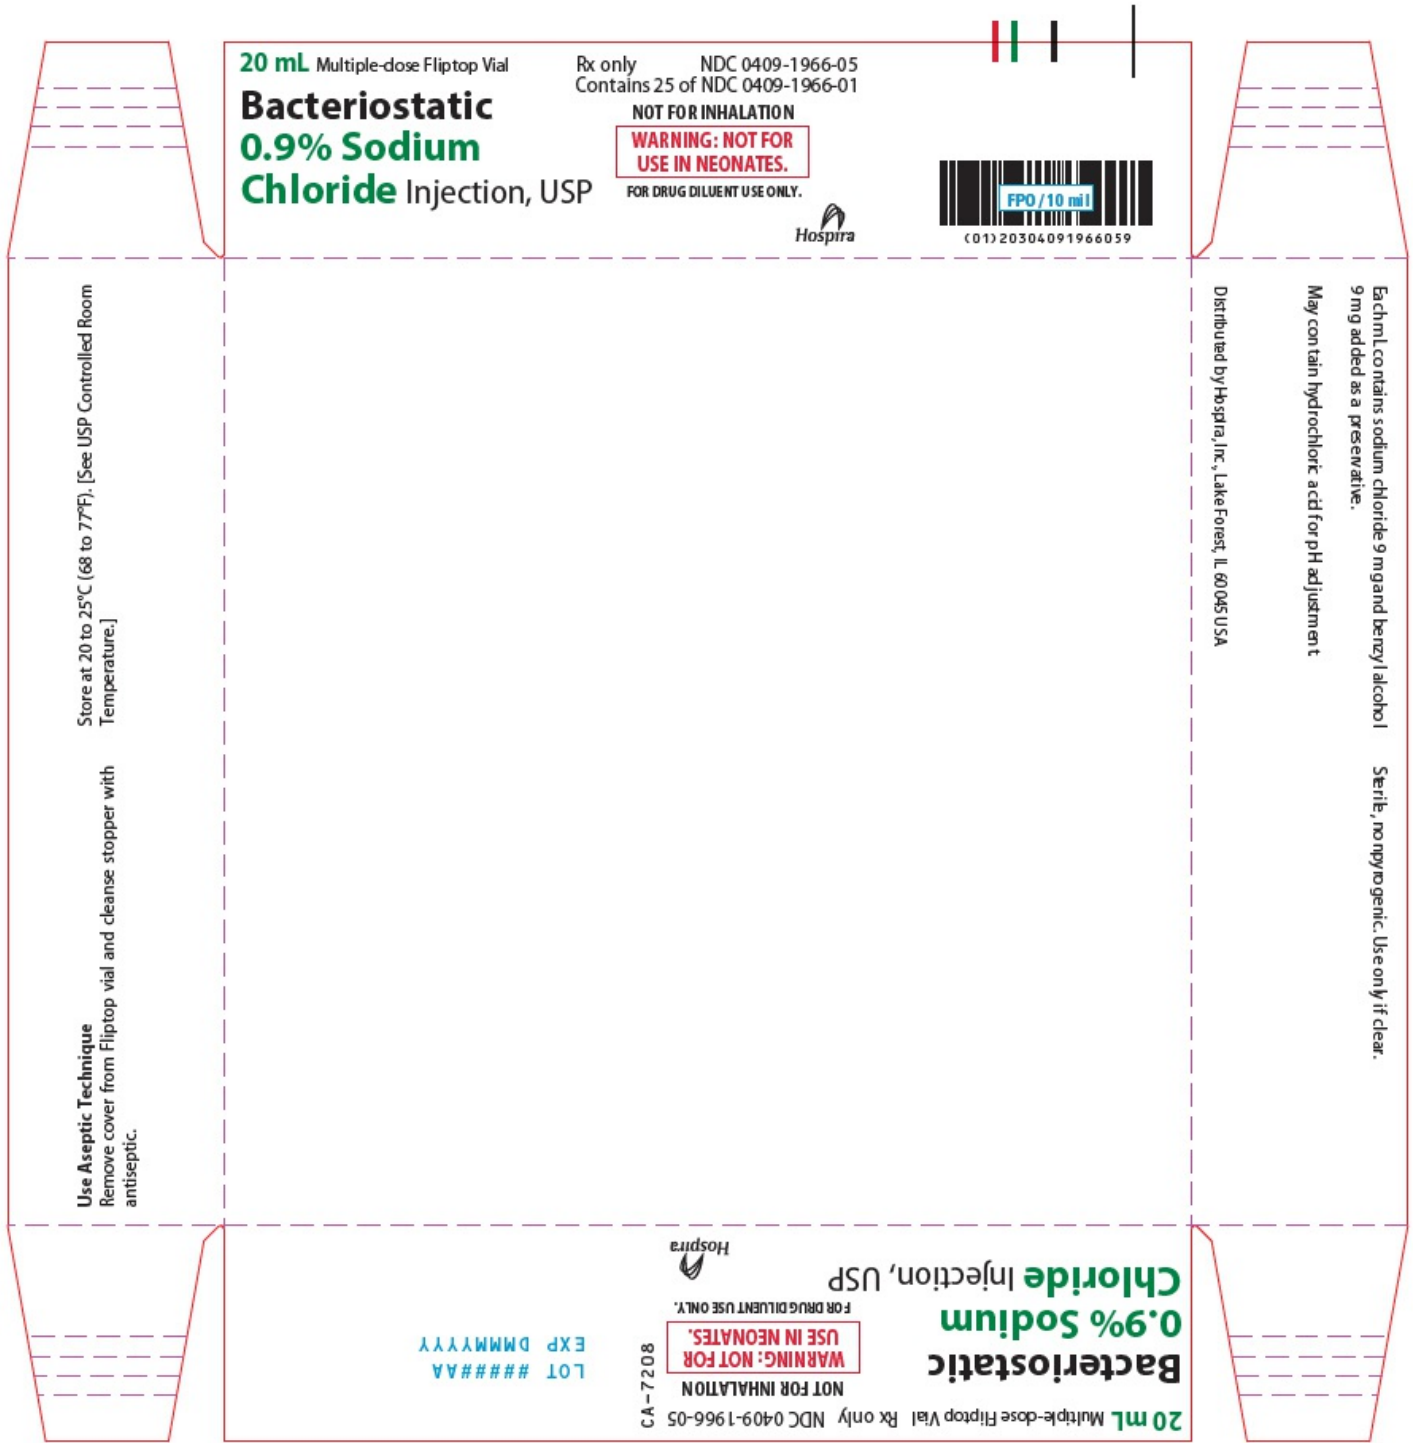 20 mL Multiple-dose Fliptop Vial
Bacteriostatic
0.9% Sodium
Chloride Injection, USP
Rx only NDC 0409-1966-05
Contains 25 of NDC 0409-1966-01
NOT FOR INHALATION
WARNING: NOT FOR
USE IN NEONATES.
FOR DRUG DILUENT USE ONLY.
Hospira
FPO / 10 mil
(01)20304091966059
Store at 20 to 25°C (68 to 77°F). [See USP Controlled Room
Temperature.]
Use Aseptic Technique
Remove cover from Fliptop vial and cleanse stopper with
antiseptic.
Each mL contains sodium chloride 9 mg and benzyl alcohol
9 mg added as a preservative.
May contain hydrochloric acid for pH adjustment
Sterile, nonpyrogenic. Use only if clear.
Distributed by Hospira, Inc., Lake Forest, IL 60045 USA
20 mL Multiple-dose Fliptop Vial Rx only NDC 0409-1966-05
Bacteriostatic
0.9% Sodium
Chloride Injection, USP
NOT FOR INHALATION
WARNING: NOT FOR
USE IN NEONATES.
FOR DRUG DILUENT USE ONLY.
Hospira
CA-7208
LOT ######AA
EXP DMMMYYYY